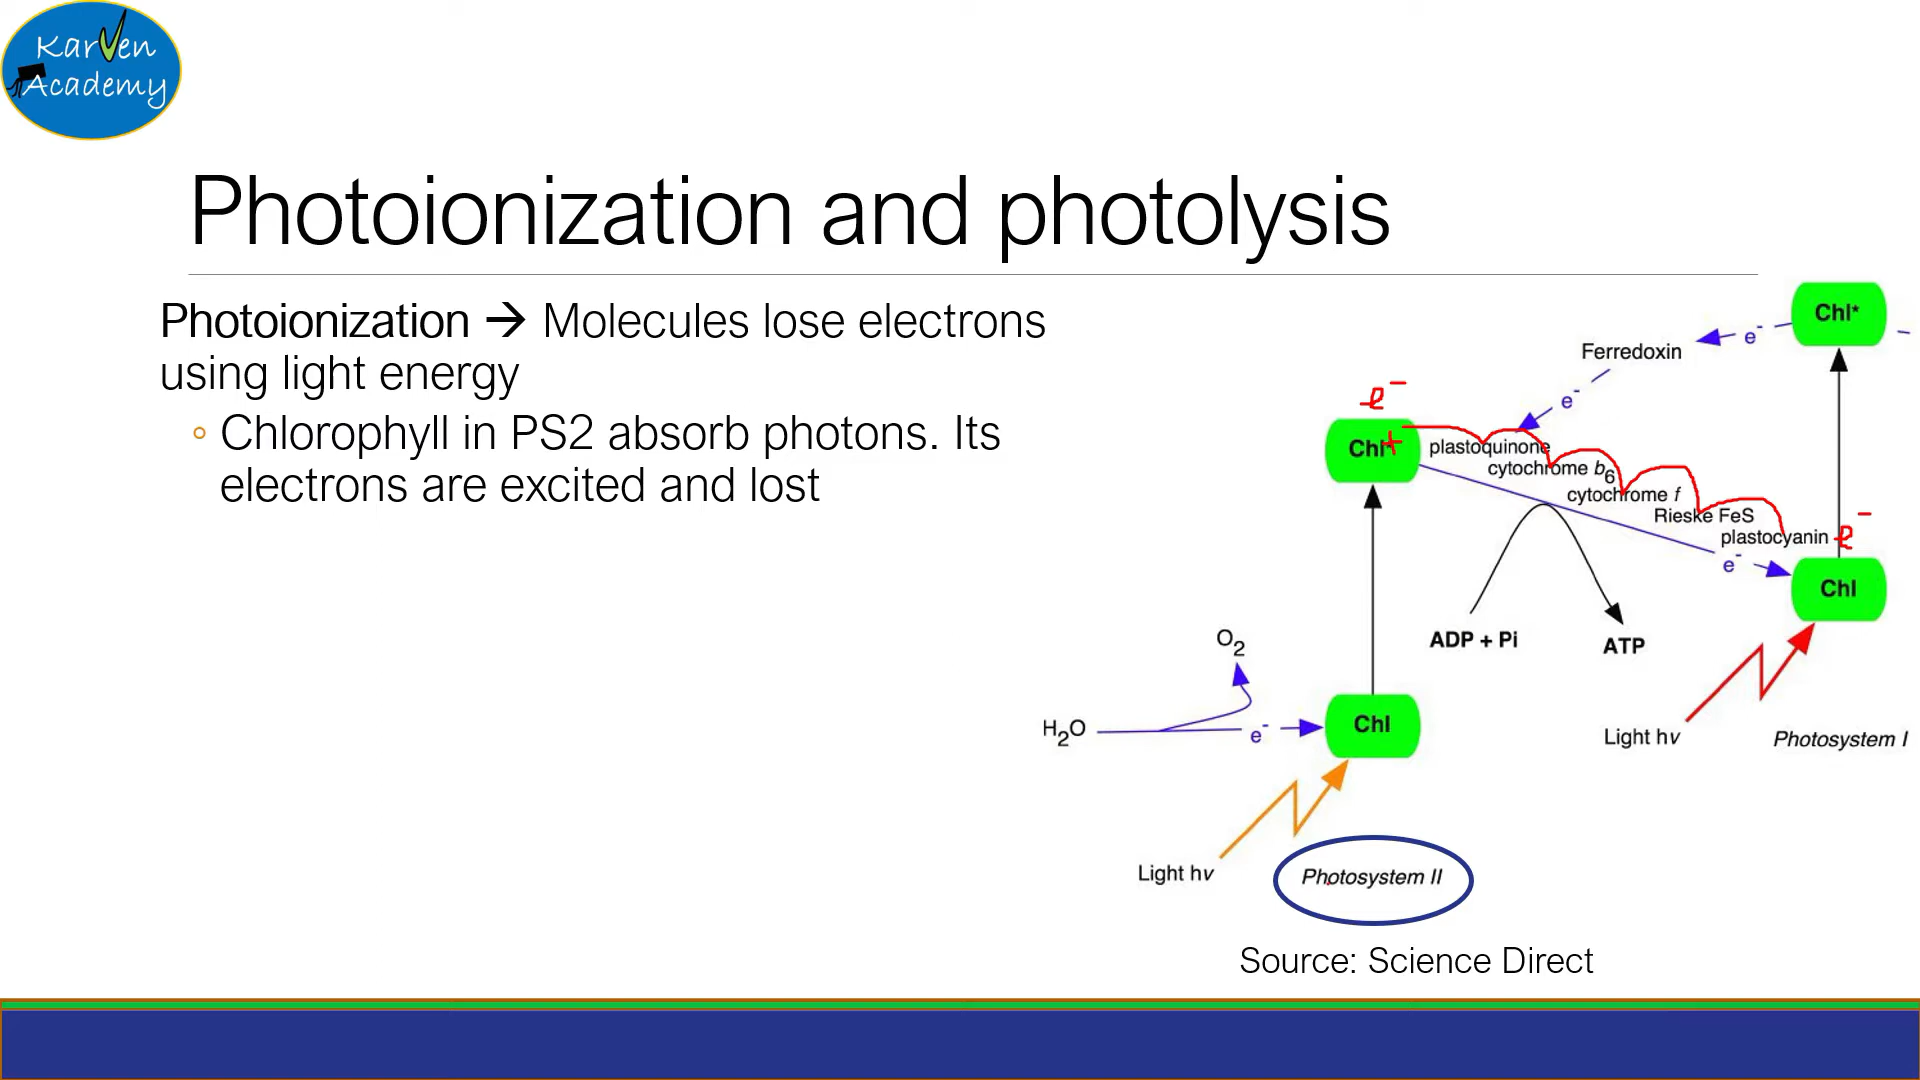 Karven
Academy
Photoionization and photolysis
Photoionization → Molecules lose electrons
using light energy
◦ Chlorophyll in PS2 absorb photons. Its
electrons are excited and lost
Chl*
e-
Ferredoxin
e-
e-
Chl+
plastoquinone
cytochrome b6
cytochrome f
Rieske FeS
plastocyanin e-
e-
Chl
ADP + Pi
ATP
O2
H2O
e-
Chl
Light hv
Photosystem I
Light hv
Photosystem II
Source: Science Direct